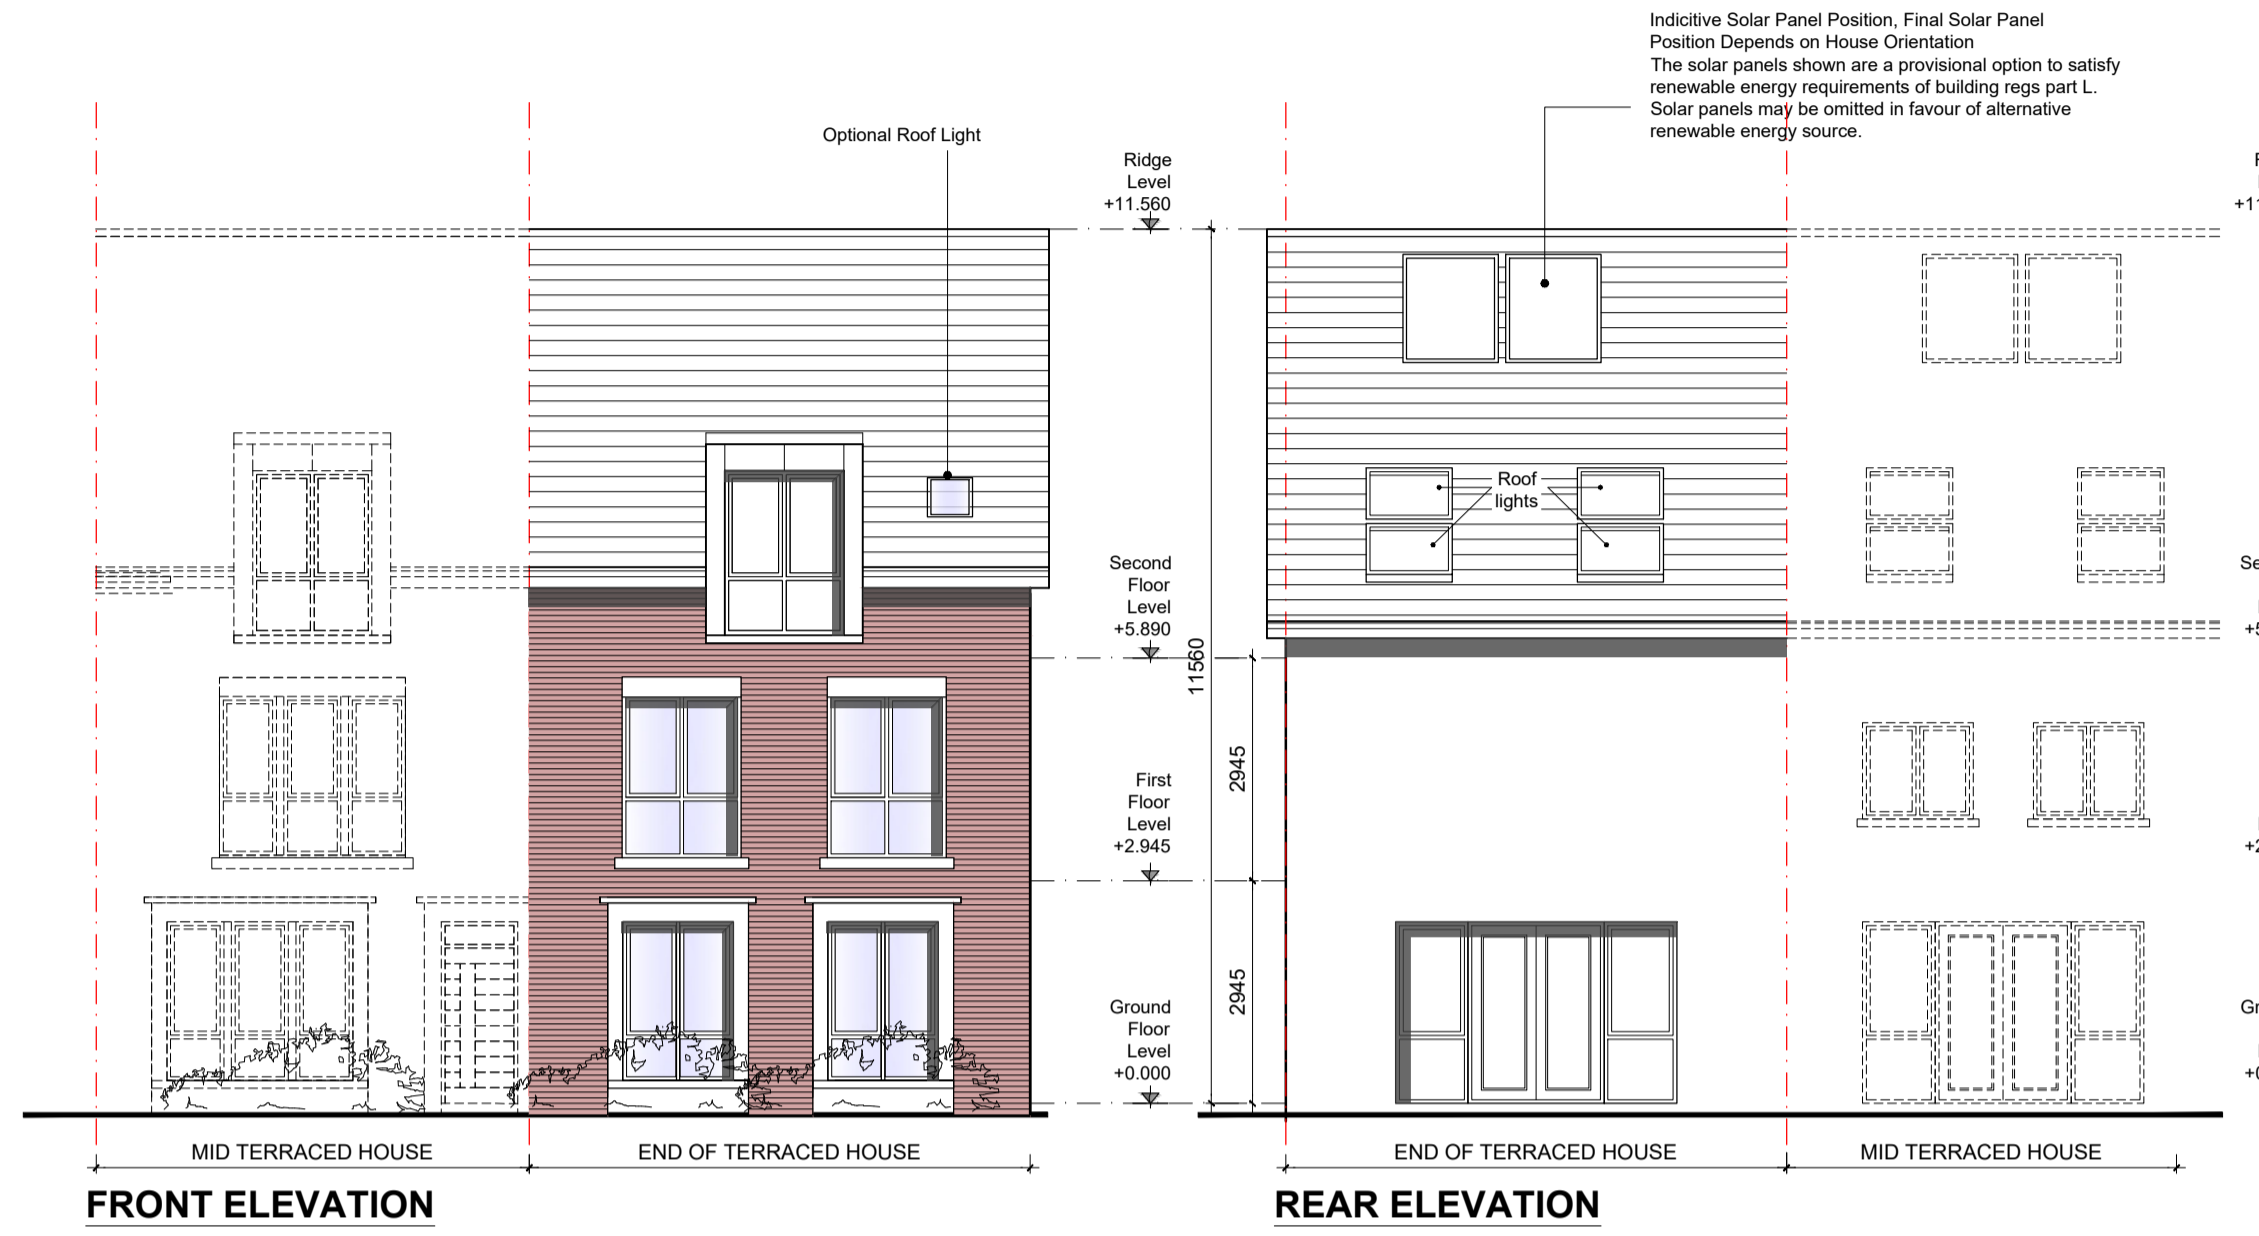 Indicitive Solar Panel Position, Final Solar Panel
Position Depends on House Orientation
The solar panels shown are a provisional option to satisfy
renewable energy requirements of building regs part L.
Solar panels may be omitted in favour of alternative
renewable energy source.
Optional Roof Light
Ridge
Level
+11.560
Second
Floor
Level
+5.890
First
Floor
Level
+2.945
Ground
Floor
Level
+0.000
11560
2945
2945
Roof
lights
MID TERRACED HOUSE
END OF TERRACED HOUSE
FRONT ELEVATION
END OF TERRACED HOUSE
MID TERRACED HOUSE
REAR ELEVATION